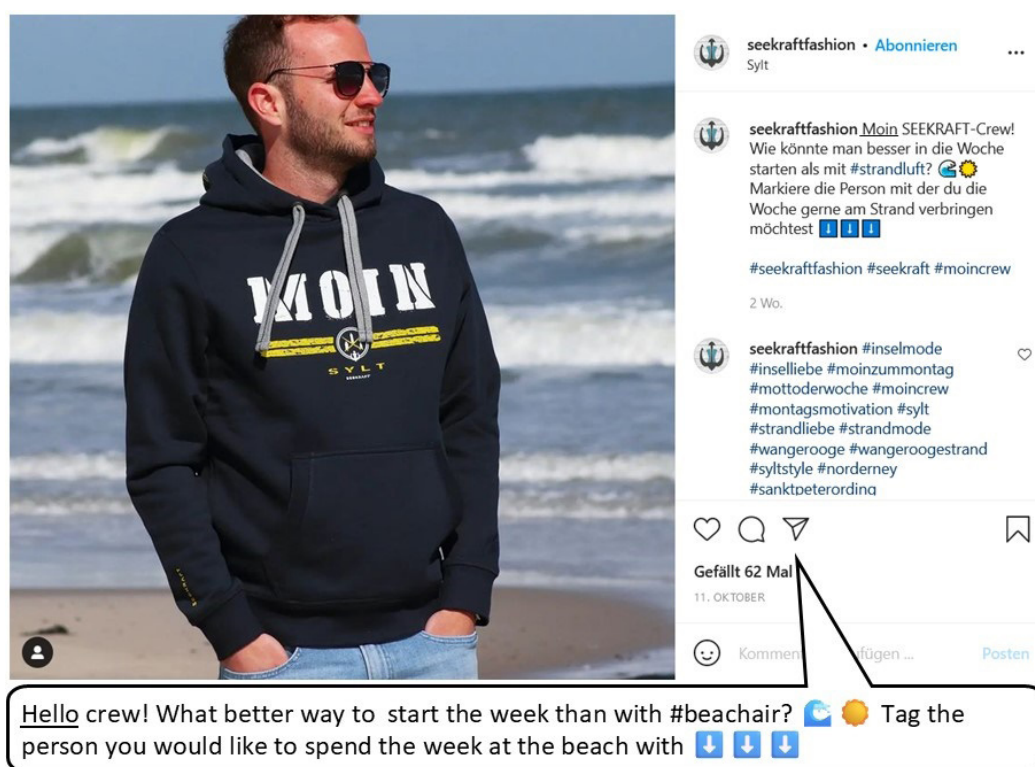 seekraftfashion • Abonnieren
Sylt
seekraftfashion Moin SEEKRAFT-Crew!
Wie könnte man besser in die Woche
starten als mit #strandluft? 🌊🌞
Markiere die Person mit der du die
Woche gerne am Strand verbringen
möchtest ⬇️⬇️⬇️
#seekraftfashion #seekraft #moincrew
2 Wo.
seekraftfashion #inselmode
#inselliebe #moinzummontag
#mottoderwoche #moincrew
#montagsmotivation #sylt
#strandliebe #strandmode
#wangerooge #wangeroogestrand
#syltstyle #norderney
#sanktpeterording
MOIN
SYLT
SEEKRAFT
SEEKRAFT
Gefällt 62 Mal
11. OKTOBER
Kommen ufügen ...
Posten
Hello crew! What better way to start the week than with #beachair? 🌊 🌞 Tag the
person you would like to spend the week at the beach with ⬇️ ⬇️ ⬇️